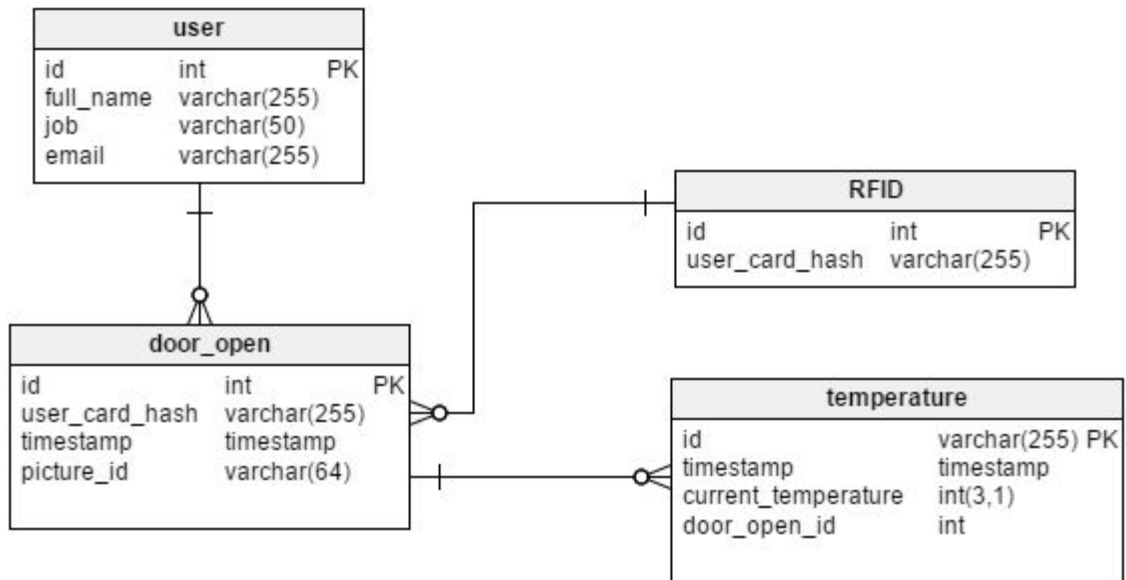 user
id int PK
full_name varchar(255)
job varchar(50)
email varchar(255)
RFID
id int PK
user_card_hash varchar(255)
door_open
id int PK
user_card_hash varchar(255)
timestamp timestamp
picture_id varchar(64)
temperature
id varchar(255) PK
timestamp timestamp
current_temperature int(3,1)
door_open_id int